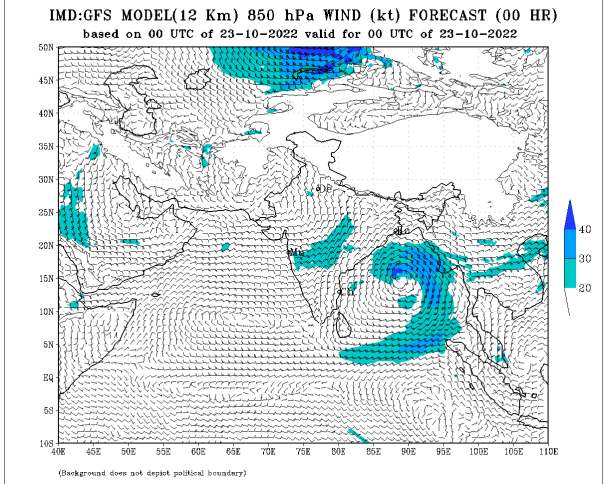 IMD:GFS MODEL(12 Km) 850 hPa WIND (kt) FORECAST (00 HR)
based on 00 UTC of 23-10-2022 valid for 00 UTC of 23-10-2022
50N
45N
40N
35N
30N
25N
20N
15N
10N
5N
EQ
5S
10S
40E 45E 50E 55E 60E 65E 70E 75E 80E 85E 90E 95E 100E 105E 110E
40
30
20
(Background does not depict political boundary)